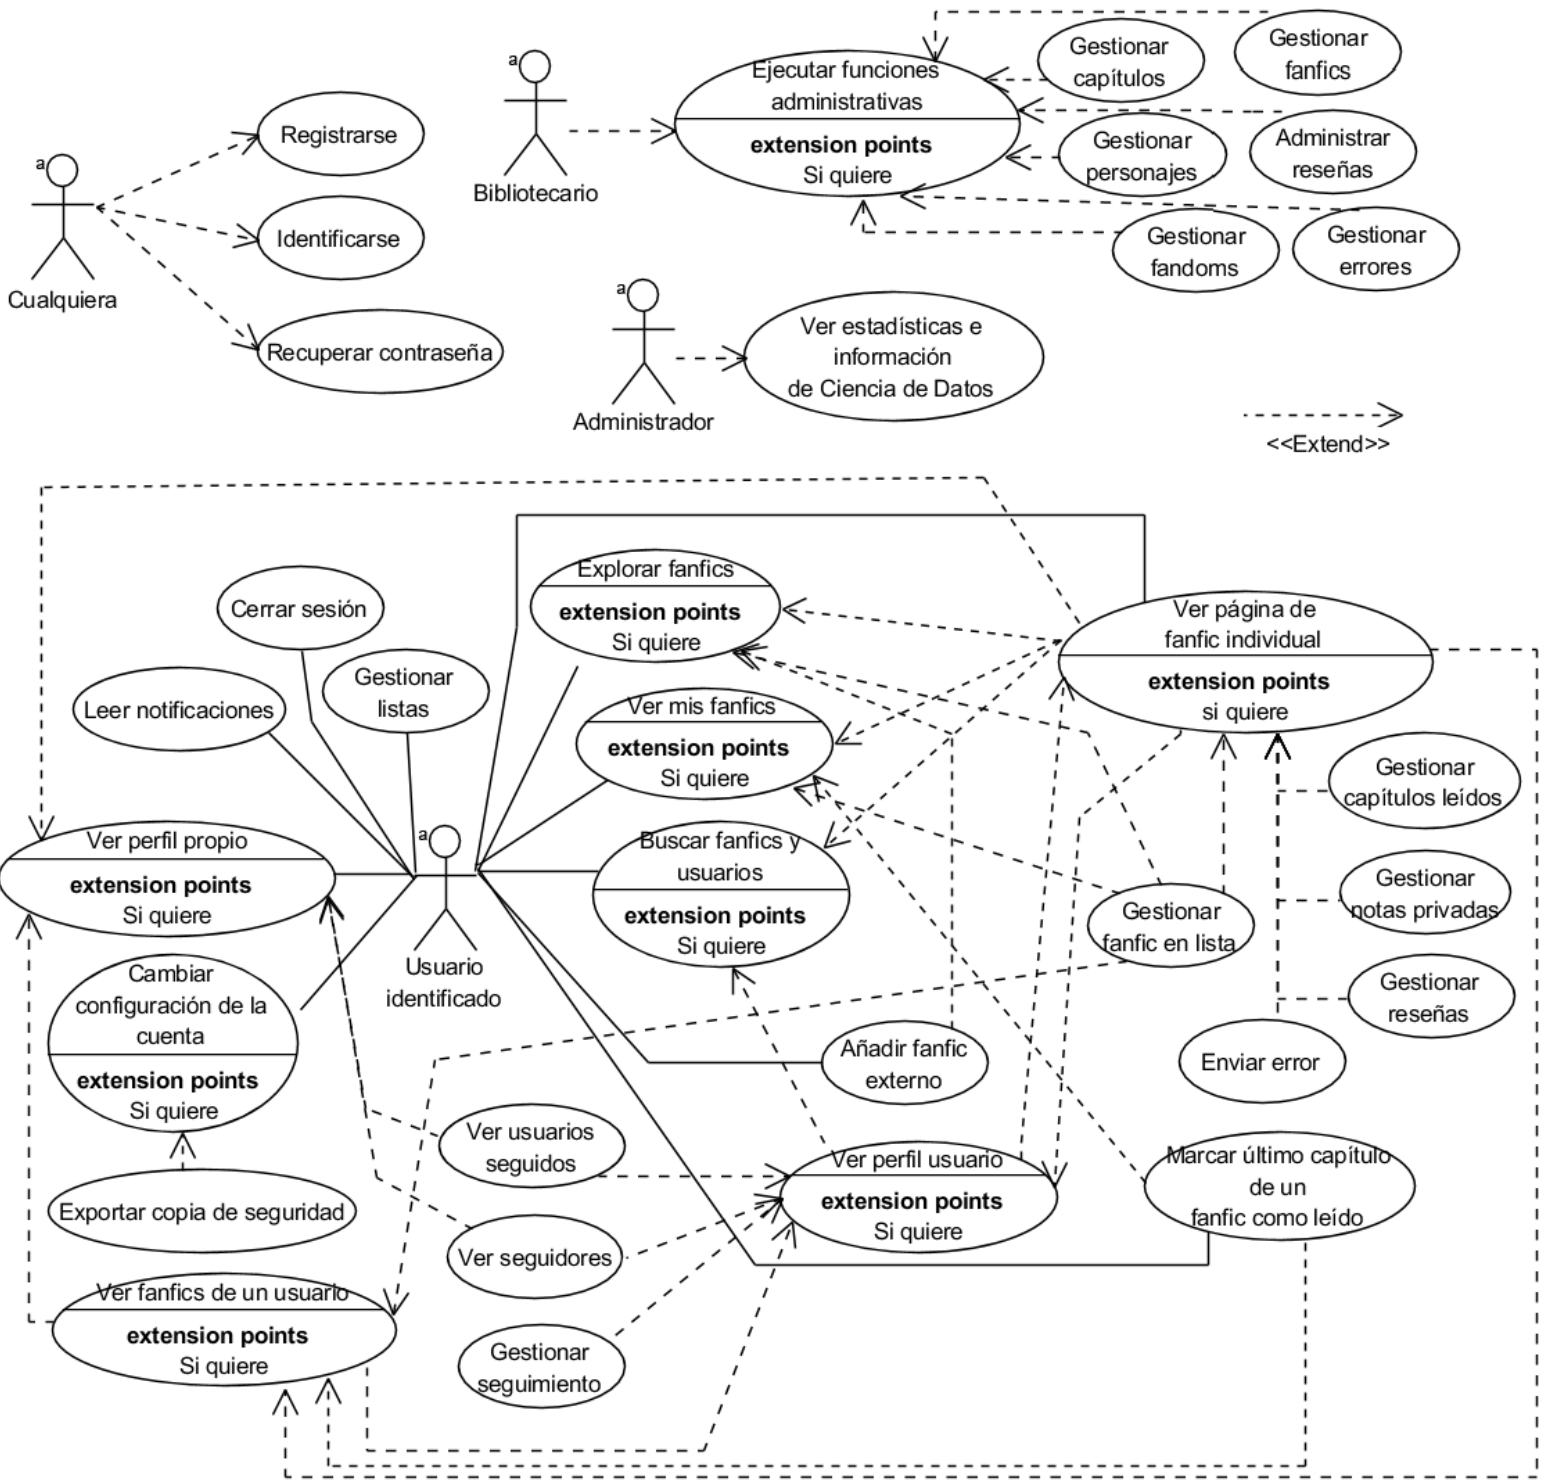 Gestionar
capítulos
Gestionar
fanfics
a
Bibliotecario
Ejecutar funciones
administrativas
extension points
Si quiere
Gestionar
personajes
Administrar
reseñas
Gestionar
fandoms
Gestionar
errores
a
Cualquiera
Registrarse
Identificarse
Recuperar contraseña
a
Administrador
Ver estadísticas e
información
de Ciencia de Datos
<<Extend>>
Explorar fanfics
extension points
Si quiere
Ver página de
fanfic individual
extension points
si quiere
Cerrar sesión
Gestionar
listas
Leer notificaciones
Ver mis fanfics
extension points
Si quiere
Gestionar
capítulos leídos
Ver perfil propio
extension points
Si quiere
a
Usuario
identificado
Buscar fanfics y
usuarios
extension points
Si quiere
Gestionar
fanfic en lista
Gestionar
notas privadas
Cambiar
configuración de la
cuenta
extension points
Si quiere
Gestionar
reseñas
Añadir fanfic
externo
Enviar error
Ver usuarios
seguidos
Ver perfil usuario
extension points
Si quiere
Marcar último capítulo
de un
fanfic como leído
Exportar copia de seguridad
Ver seguidores
Ver fanfics de un usuario
extension points
Si quiere
Gestionar
seguimiento